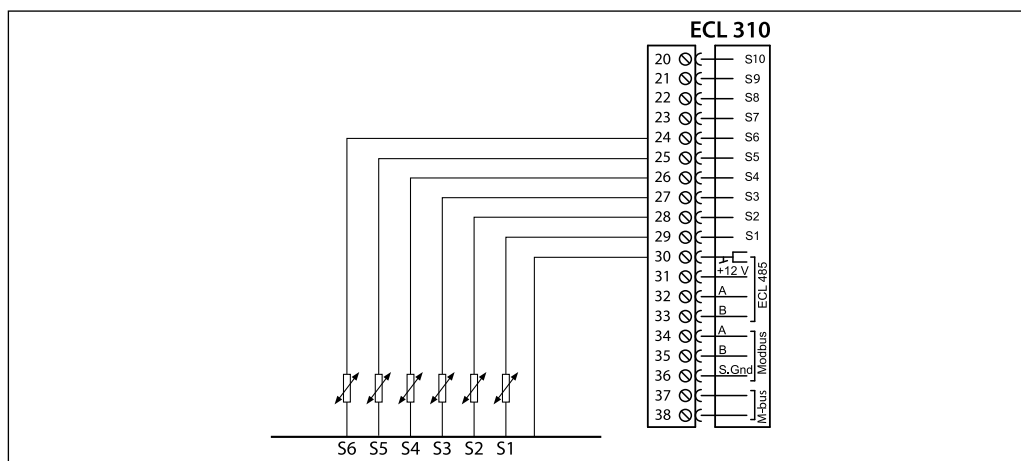 ECL 310
20 S10
21 S9
22 S8
23 S7
24 S6
25 S5
26 S4
27 S3
28 S2
29 S1
30
31 +12 V
32 A
33 B
ECL 485
34 A
35 B
36 S.Gnd
Modbus
37
38
M-bus
S6 S5 S4 S3 S2 S1